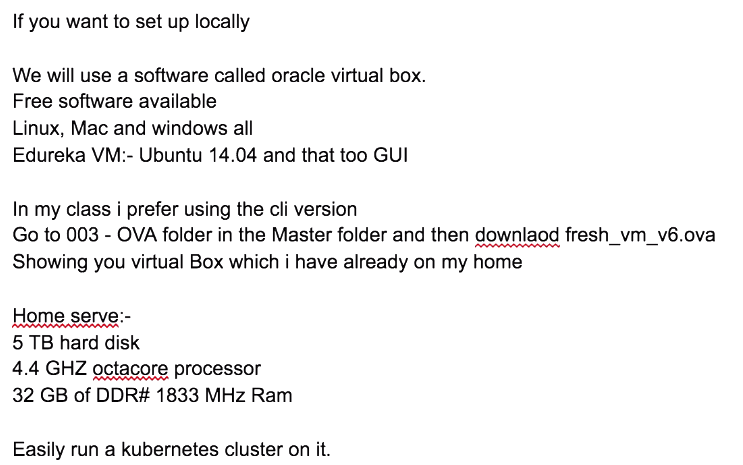 If you want to set up locally
We will use a software called oracle virtual box.
Free software available
Linux, Mac and windows all
Edureka VM:- Ubuntu 14.04 and that too GUI
In my class i prefer using the cli version
Go to 003 - OVA folder in the Master folder and then downlaod fresh_vm_v6.ova
Showing you virtual Box which i have already on my home
Home serve:-
5 TB hard disk
4.4 GHZ octacore processor
32 GB of DDR# 1833 MHz Ram
Easily run a kubernetes cluster on it.